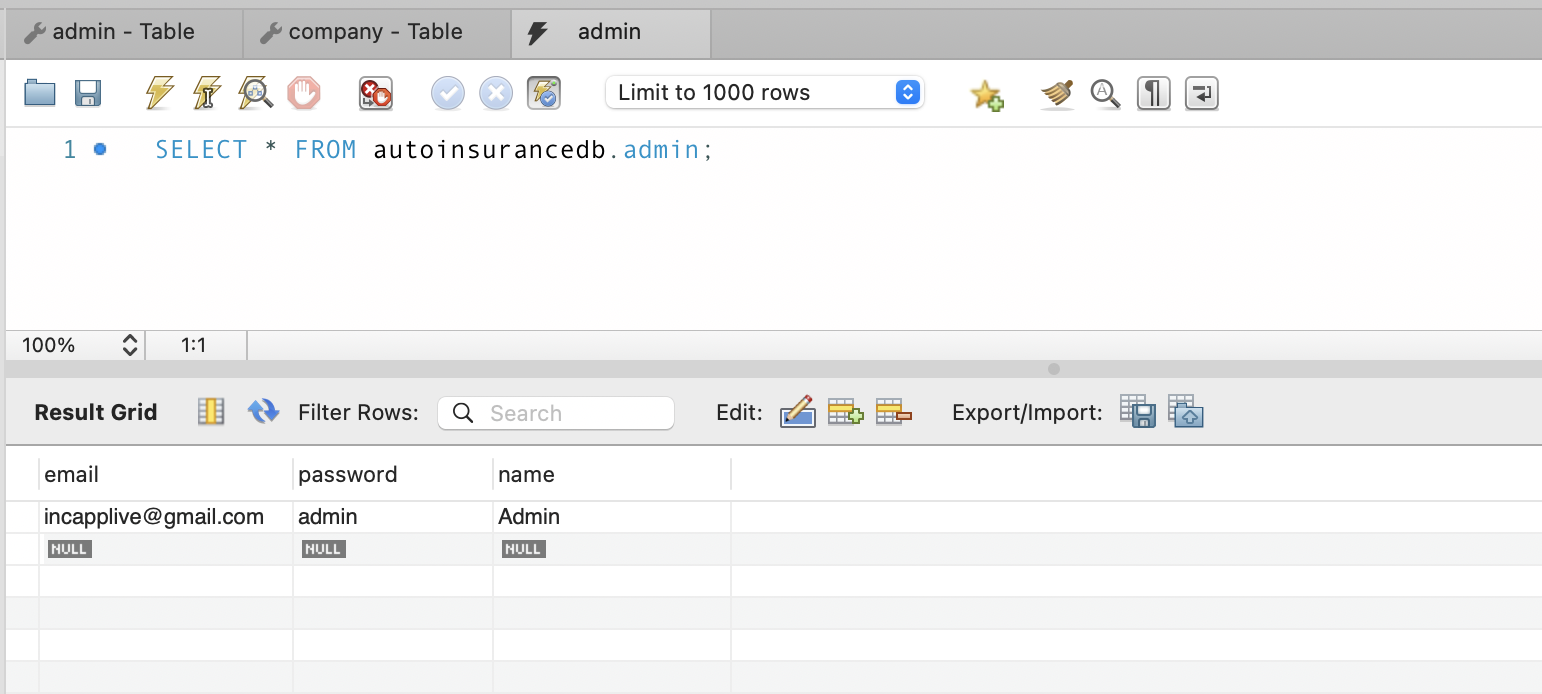 admin - Table company - Table admin
Limit to 1000 rows
1 SELECT * FROM autoinsurancedb.admin;
100% 1:1
Result Grid Filter Rows: Search Edit: Export/Import:
email password name
incapplive@gmail.com admin Admin
NULL NULL NULL